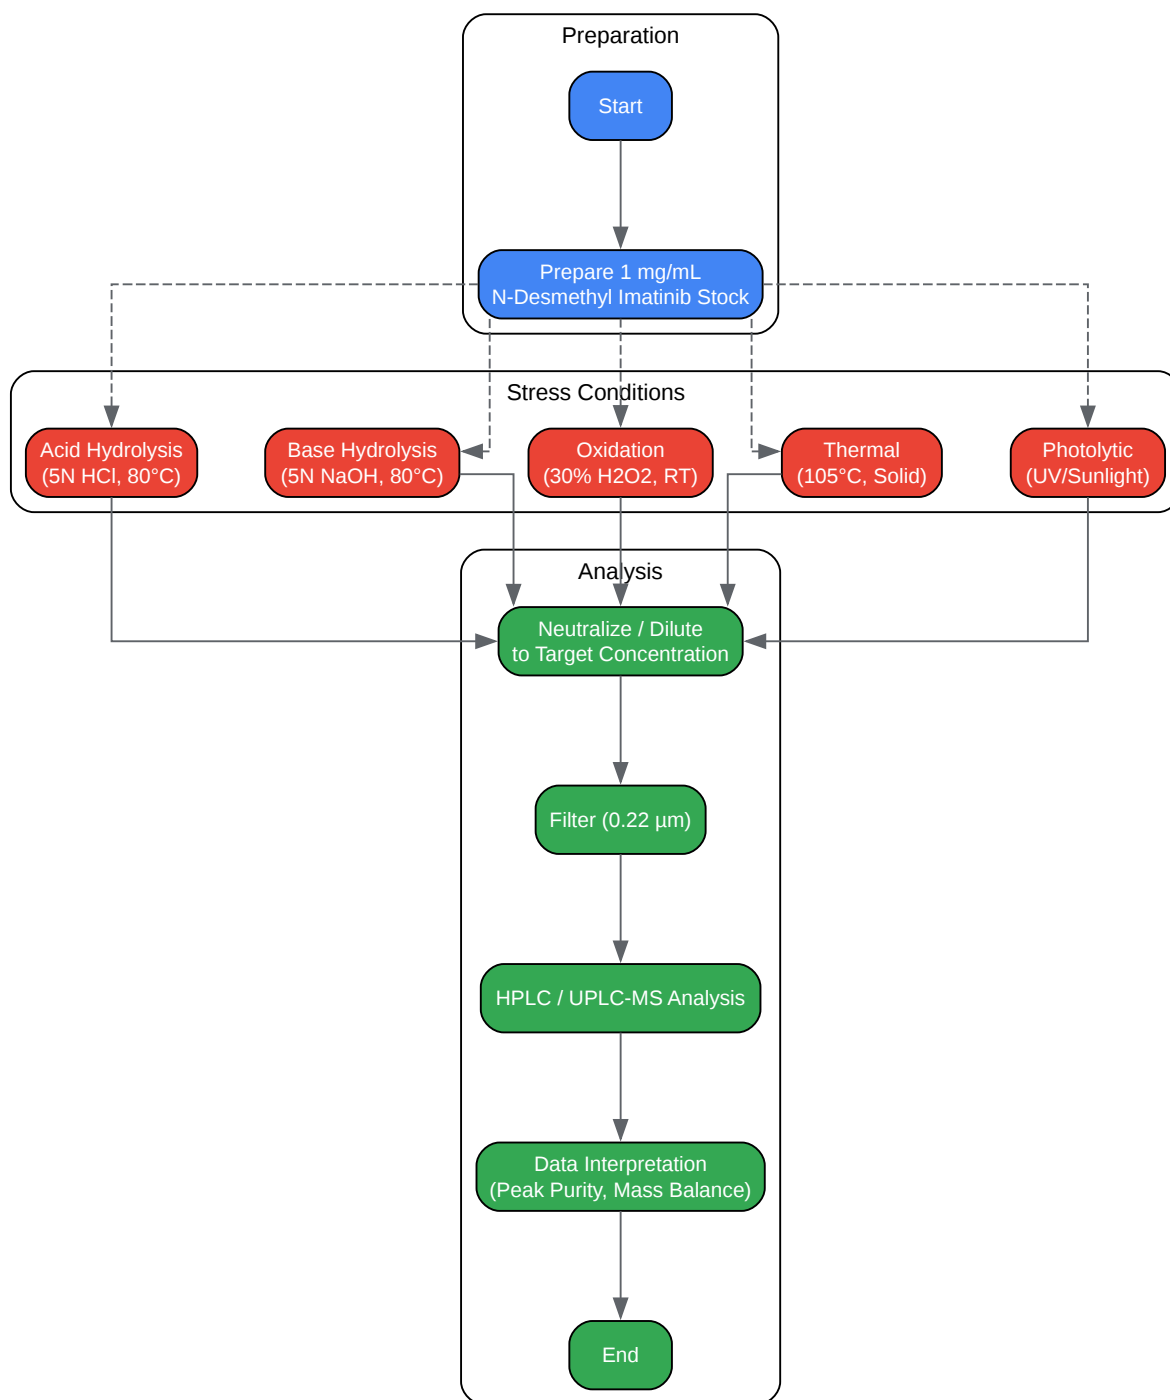 Preparation
Start
Prepare 1 mg/mL
N-Desmethyl Imatinib Stock
Stress Conditions
Acid Hydrolysis
(5N HCl, 80°C)
Base Hydrolysis
(5N NaOH, 80°C)
Oxidation
(30% H2O2, RT)
Thermal
(105°C, Solid)
Photolytic
(UV/Sunlight)
Analysis
Neutralize / Dilute
to Target Concentration
Filter (0.22 µm)
HPLC / UPLC-MS Analysis
Data Interpretation
(Peak Purity, Mass Balance)
End